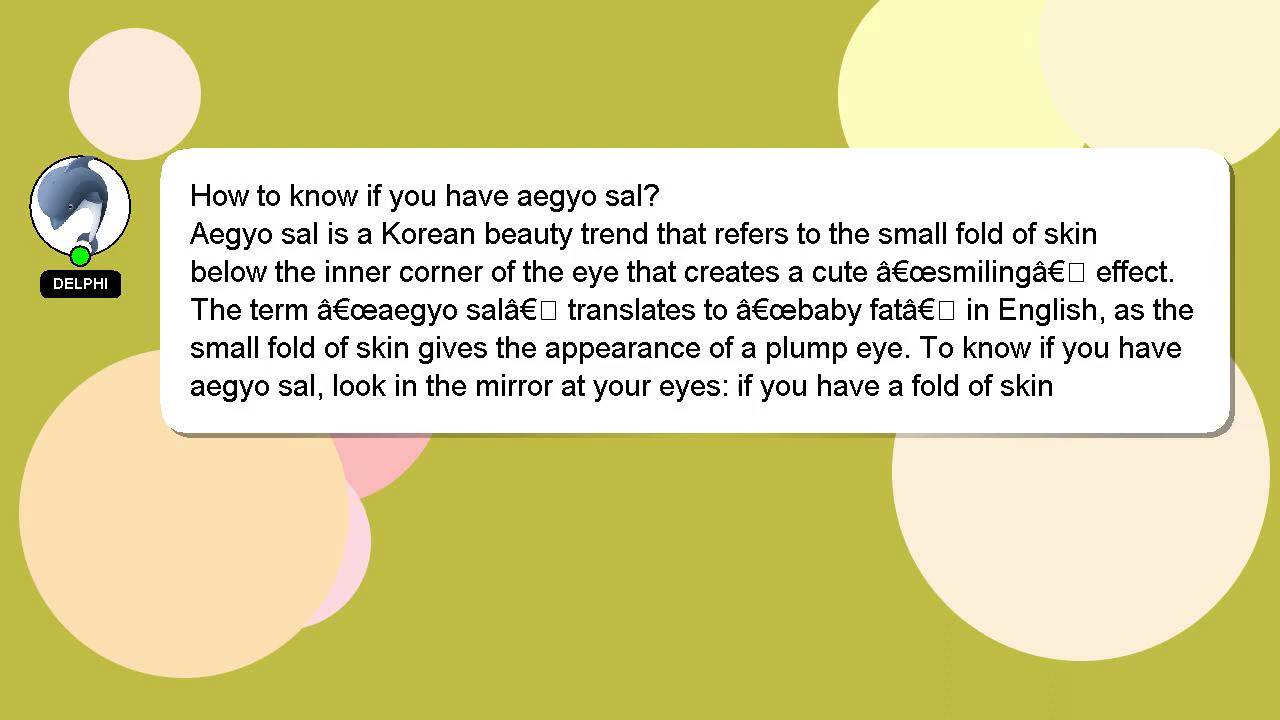 How to know if you have aegyo sal?
Aegyo sal is a Korean beauty trend that refers to the small fold of skin
below the inner corner of the eye that creates a cute â€œsmilingâ€□ effect.
The term â€œaegyo salâ€□ translates to â€œbaby fatâ€□ in English, as the
small fold of skin gives the appearance of a plump eye. To know if you have
aegyo sal, look in the mirror at your eyes: if you have a fold of skin
DELPHI